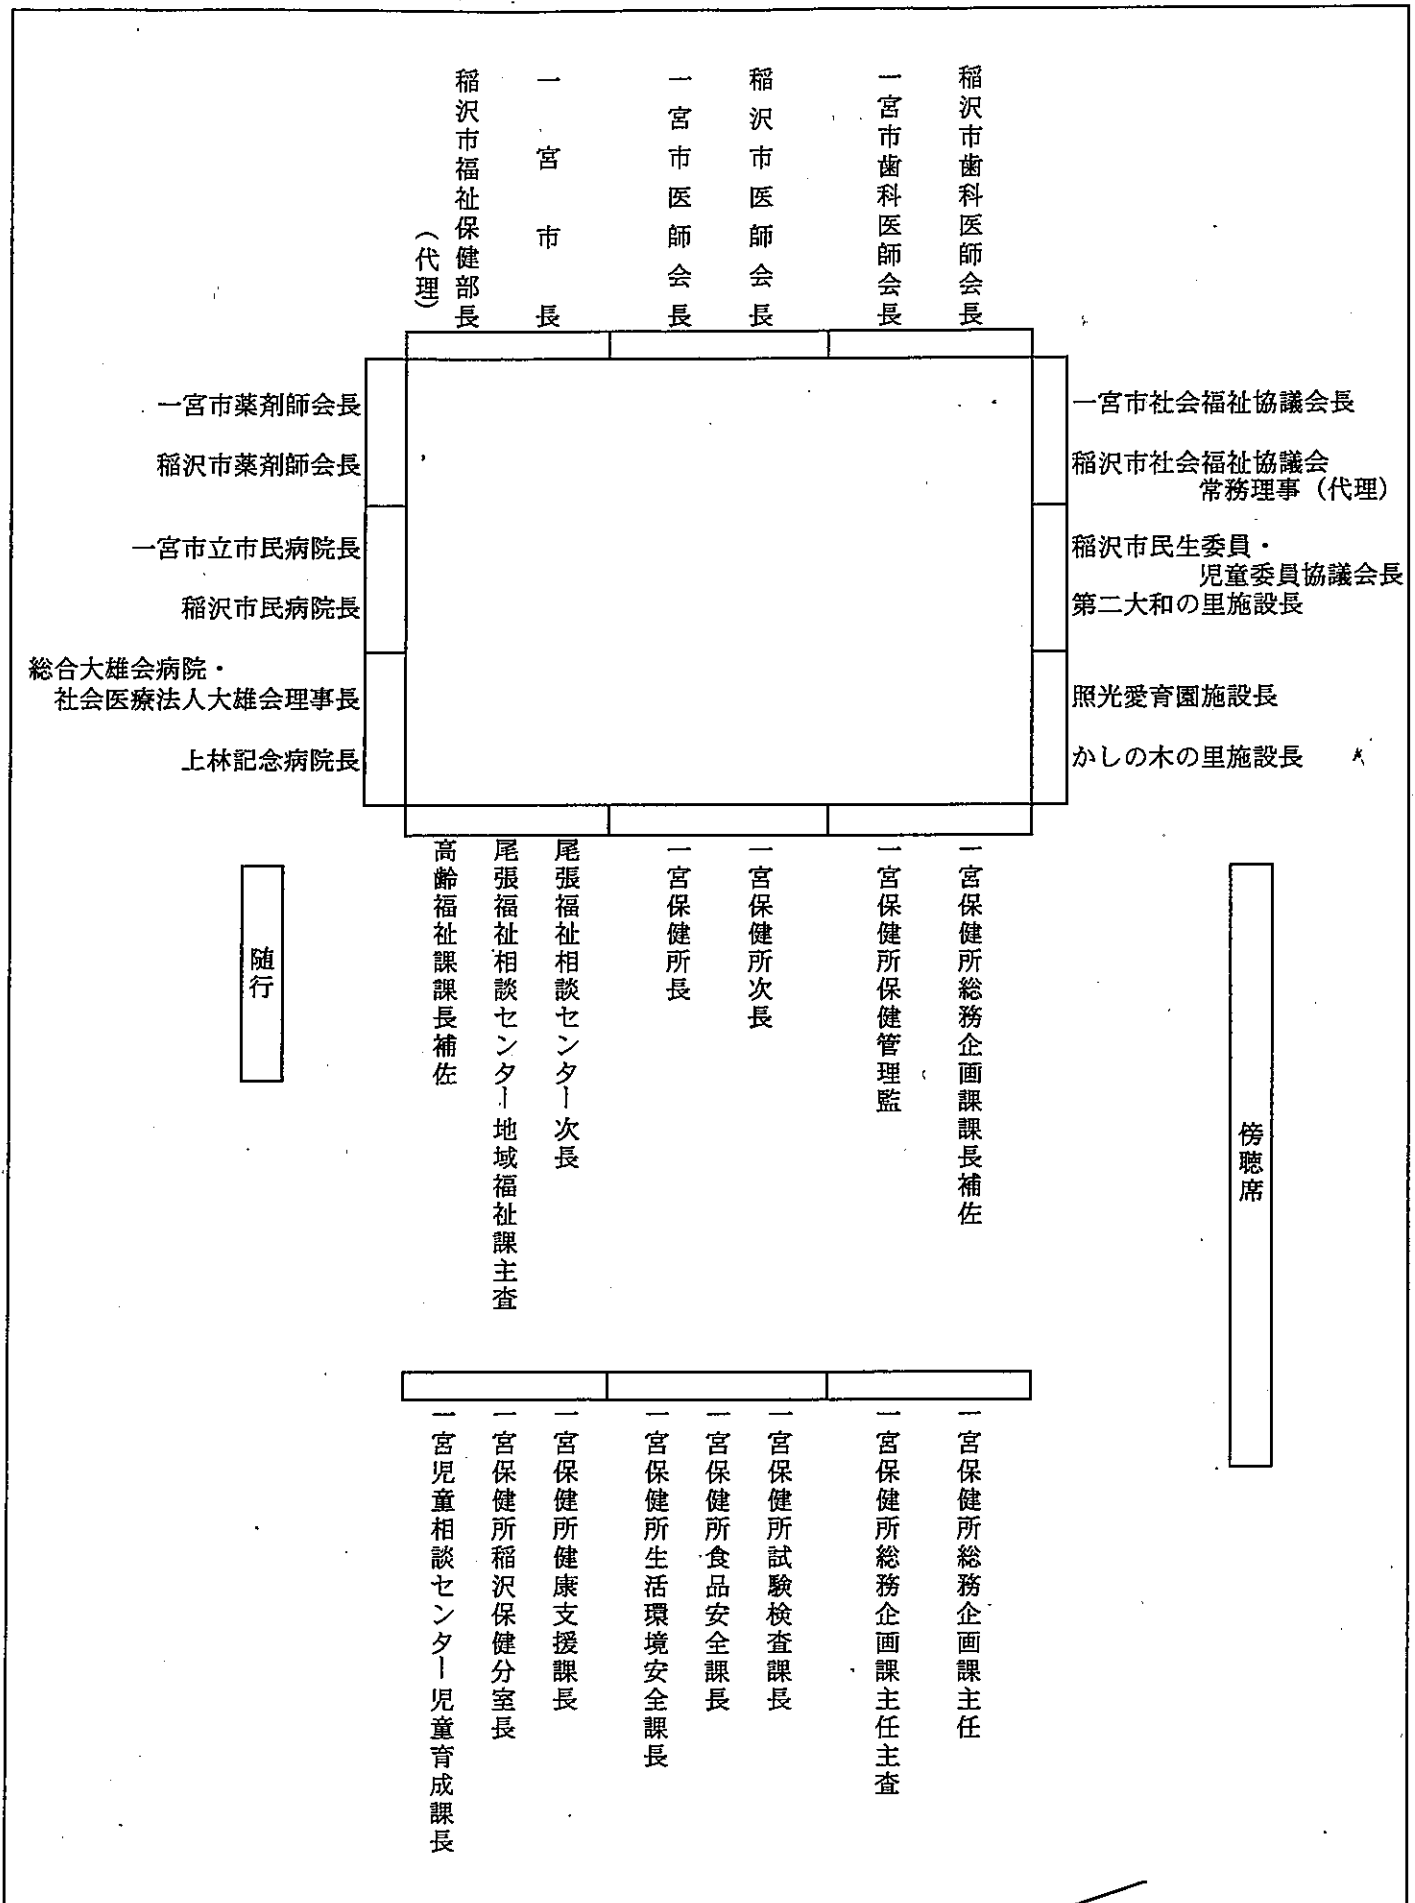 稲沢市歯科医師会長
一宮市歯科医師会長
稲沢市医師会長
一宮市医師会長
一宮市長
稲沢市福祉保健部長
（代理）
一宮市薬剤師会長
稲沢市薬剤師会長
一宮市立市民病院長
稲沢市民病院長
総合大雄会病院・
社会医療法人大雄会理事長
上林記念病院長
一宮市社会福祉協議会長
稲沢市社会福祉協議会
常務理事（代理）
稲沢市民生委員・
児童委員協議会長
第二大和の里施設長
照光愛育園施設長
かしの木の里施設長
一宮保健所総務企画課課長補佐
一宮保健所保健管理監
一宮保健所次長
一宮保健所長
尾張福祉相談センター次長
尾張福祉相談センター地域福祉課主査
高齢福祉課課長補佐
随行
傍聴席
一宮保健所総務企画課主任
一宮保健所総務企画課主任主査
一宮保健所試験検査課長
一宮保健所食品安全課長
一宮保健所生活環境安全課長
一宮保健所健康支援課長
一宮保健所稲沢保健分室長
一宮児童相談センター児童育成課長